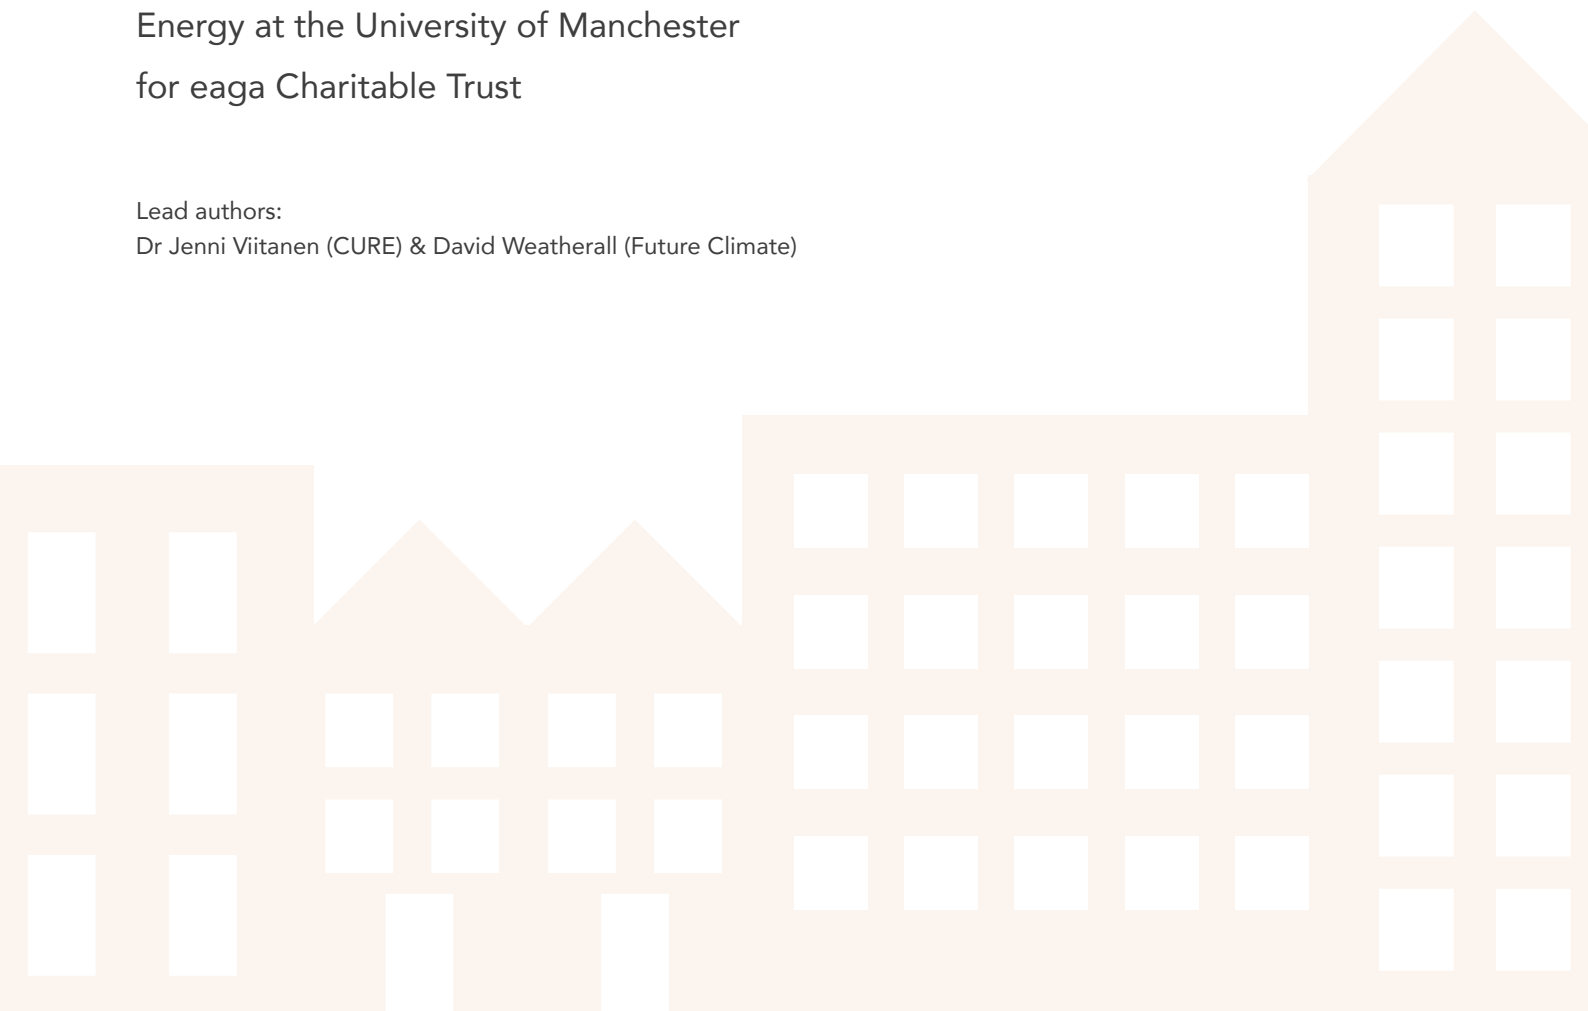 Energy at the University of Manchester
for eaga Charitable Trust
Lead authors:
Dr Jenni Viitanen (CURE) & David Weatherall (Future Climate)